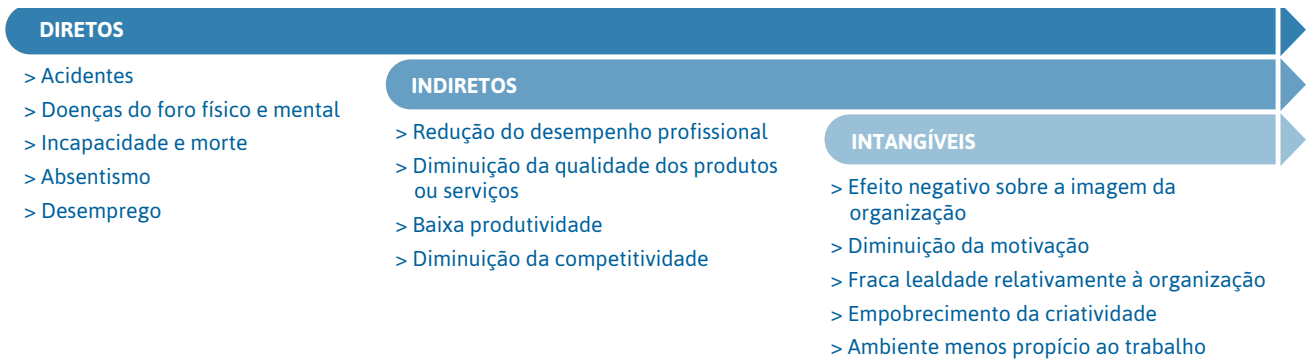 DIRETOS
> Acidentes
> Doenças do foro físico e mental
> Incapacidade e morte
> Absentismo
> Desemprego
INDIRETOS
> Redução do desempenho profissional
> Diminuição da qualidade dos produtos
ou serviços
> Baixa produtividade
> Diminuição da competitividade
INTANGÍVEIS
> Efeito negativo sobre a imagem da
organização
> Diminuição da motivação
> Fraca lealdade relativamente à organização
> Empobrecimento da criatividade
> Ambiente menos propício ao trabalho